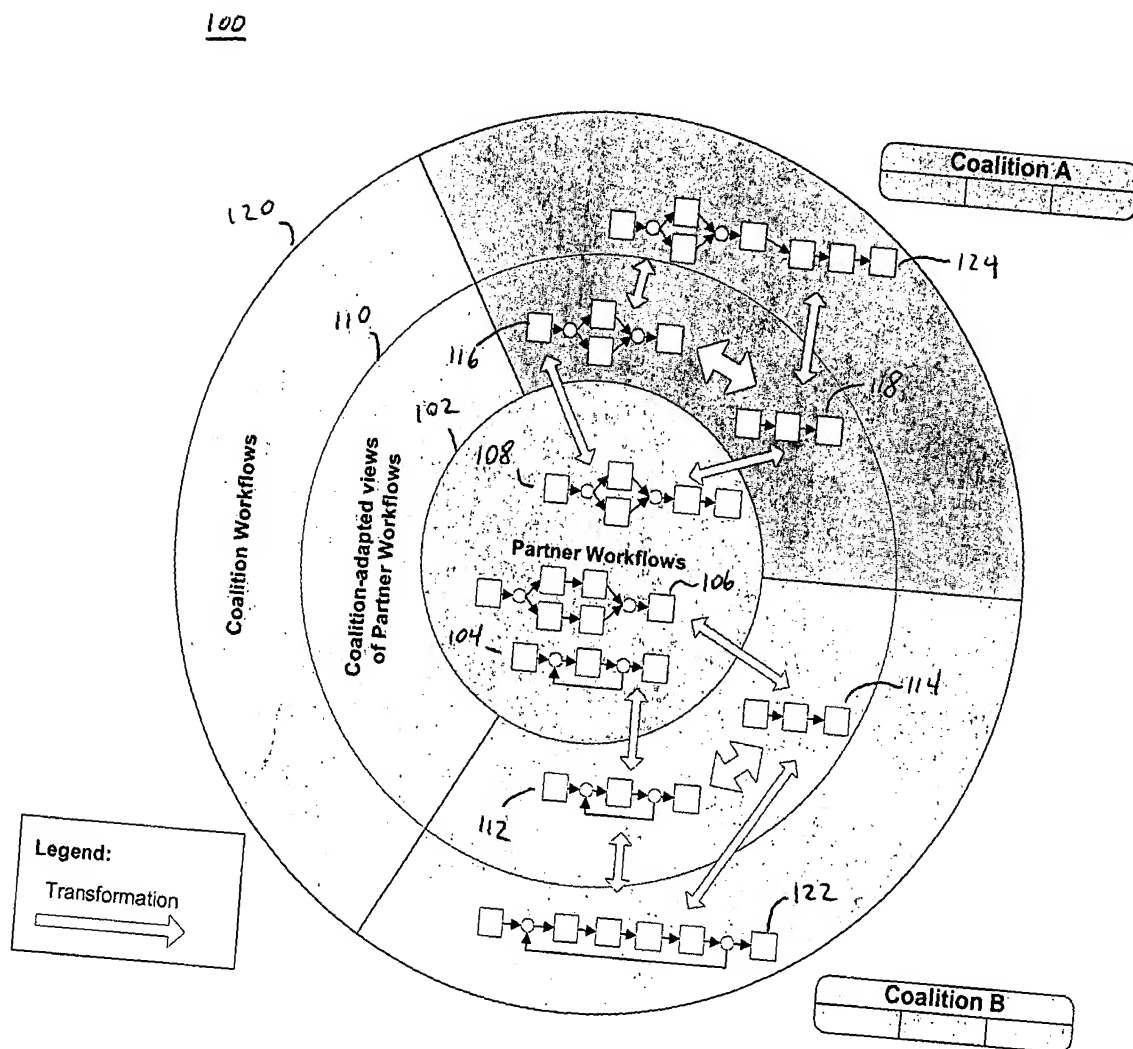 100
Coalition A
120
124
110
116
118
102
108
Coalition Workflows
Coalition-adapted views
of Partner Workflows
Partner Workflows
106
104
114
112
Legend:
Transformation
122
Coalition B